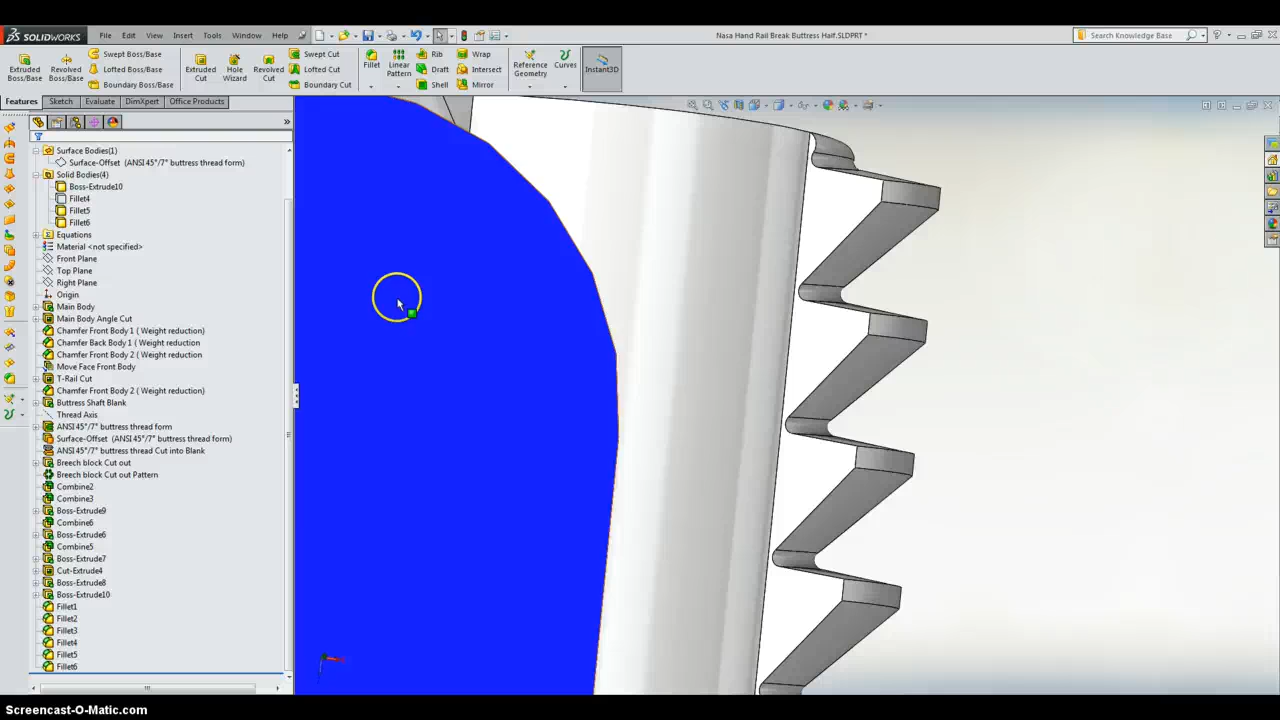 SOLIDWORKS File Edit View Insert Tools Window Help Nasa Hand Rail Break Buttress Half.SLDPRT * Search Knowledge Base
Extruded Boss/Base
Revolved Boss/Base
Swept Boss/Base
Lofted Boss/Base
Boundary Boss/Base
Extruded Cut
Hole Wizard
Revolved Cut
Swept Cut
Lofted Cut
Boundary Cut
Fillet
Linear Pattern
Rib
Draft
Shell
Wrap
Intersect
Mirror
Reference Geometry
Curves
Instant3D
Features Sketch Evaluate DimXpert Office Products
Surface Bodies(1)
Surface-Offset (ANSI 45°/7° buttress thread form)
Solid Bodies(4)
Boss-Extrude10
Fillet4
Fillet5
Fillet6
Equations
Material <not specified>
Front Plane
Top Plane
Right Plane
Origin
Main Body
Main Body Angle Cut
Chamfer Front Body 1 ( Weight reduction)
Chamfer Back Body 1 ( Weight reduction
Chamfer Front Body 2 ( Weight reduction
Move Face Front Body
T-Rail Cut
Chamfer Front Body 2 ( Weight reduction)
Buttress Shaft Blank
Thread Axis
ANSI 45°/7° buttress thread form
Surface-Offset (ANSI 45°/7° buttress thread form)
ANSI 45°/7° buttress thread Cut into Blank
Breech block Cut out
Breech block Cut out Pattern
Combine2
Combine3
Boss-Extrude9
Combine6
Boss-Extrude6
Combine5
Boss-Extrude7
Cut-Extrude4
Boss-Extrude8
Boss-Extrude10
Fillet1
Fillet2
Fillet3
Fillet4
Fillet5
Fillet6
Screencast-O-Matic.com